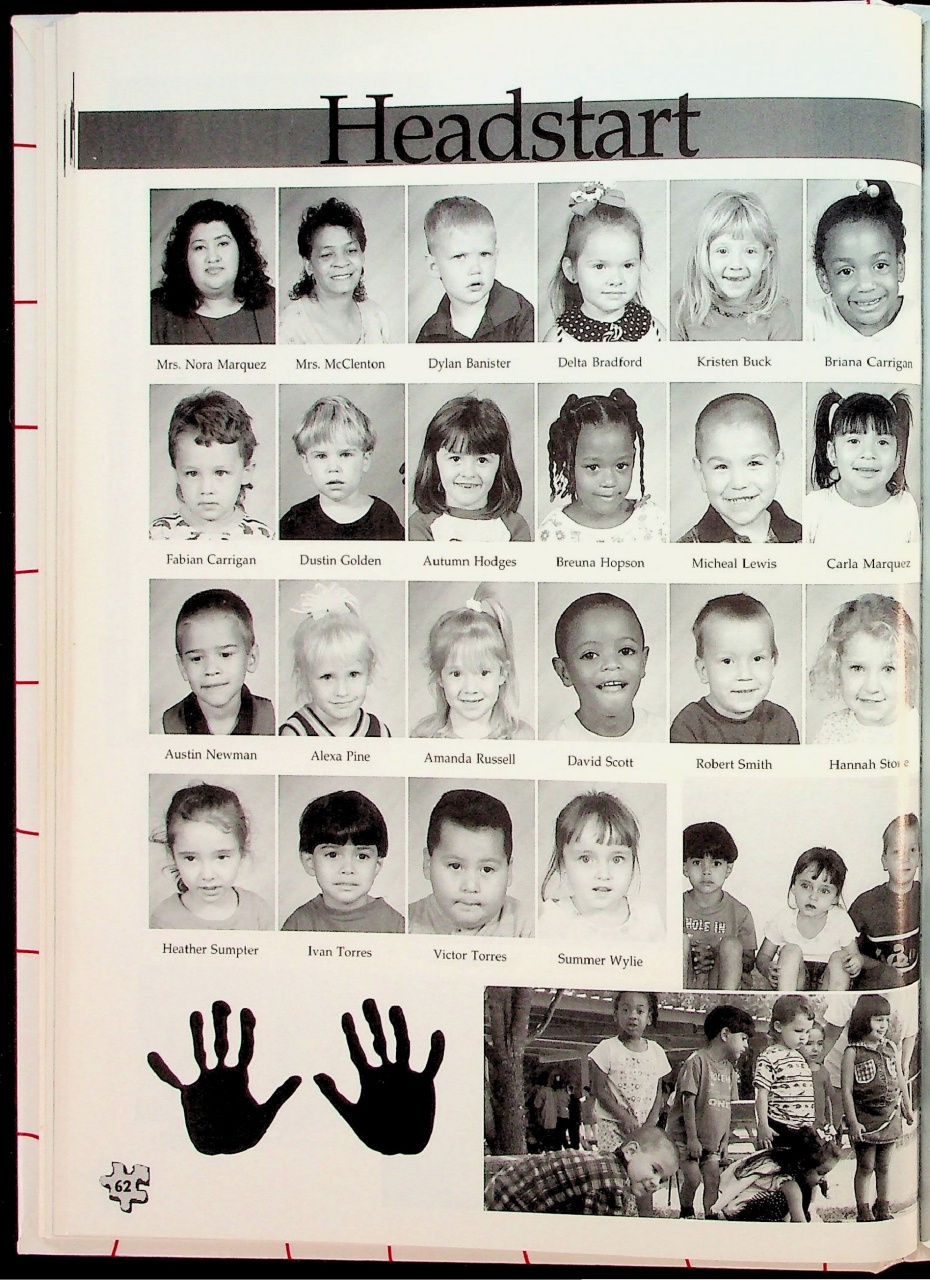 Headstart
Mrs. Nora Marquez Mrs. McClenton Dylan Banister Delta Bradford Kristen Buck Briana Carrigan
Fabian Carrigan Dustin Golden Autumn Hodges Breuna Hopson Micheal Lewis Carla Marquez
Austin Newman Alexa Pine Amanda Russell David Scott Robert Smith Hannah Stone
Heather Sumpter Ivan Torres Victor Torres Summer Wylie
HOLE IN
62